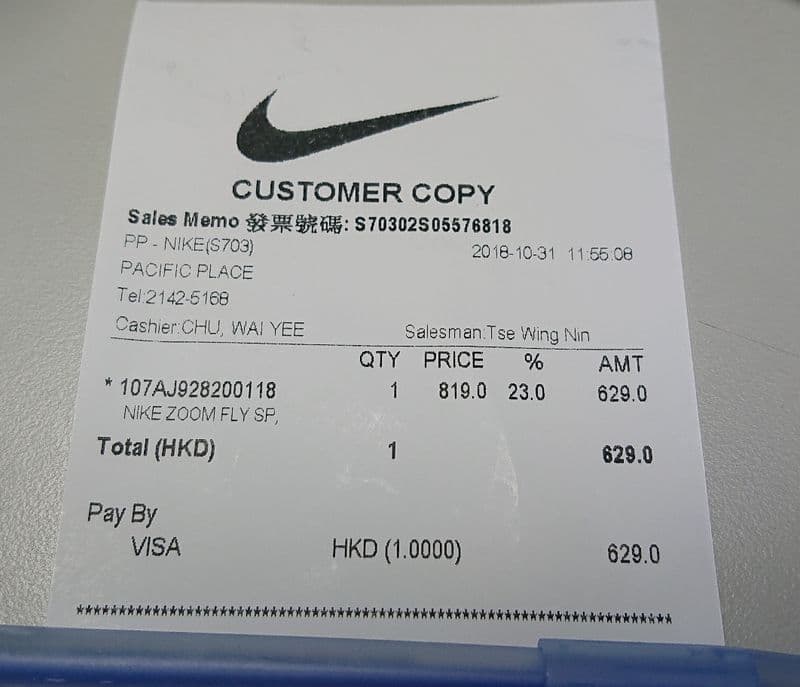 CUSTOMER COPY
Sales Memo 發票號碼: S70302S05576818
PP - NIKE(S703) 2018-10-31 11:55:08
PACIFIC PLACE
Tel:2142-5168
Cashier:CHU, WAI YEE Salesman:Tse Wing Nin
QTY PRICE % AMT
* 107AJ928200118 1 819.0 23.0 629.0
NIKE ZOOM FLY SP,
Total (HKD) 1 629.0
Pay By
VISA HKD (1.0000) 629.0
**********************************************************************